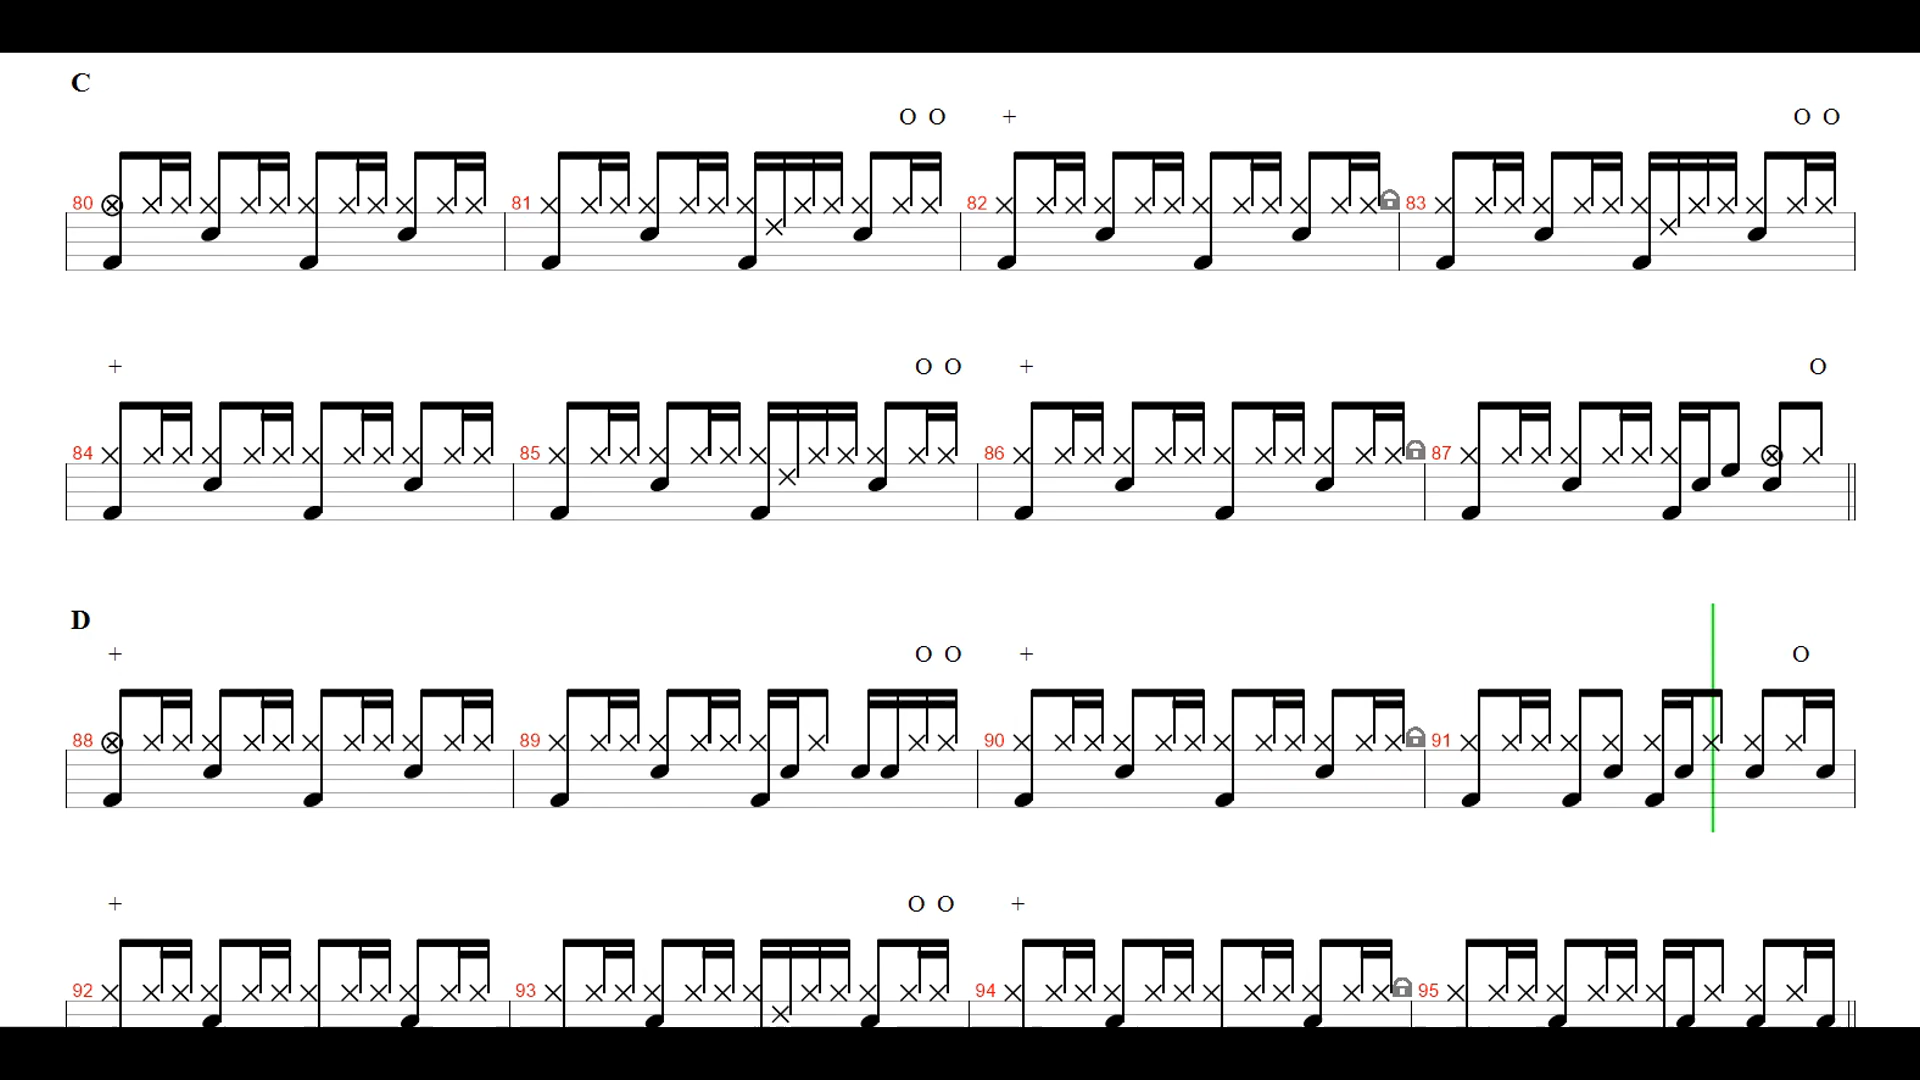 C
O O + O O
80 81 82 83
+ O O + O
84 85 86 87
D
+ O O + O
88 89 90 91
+ O O +
92 93 94 95